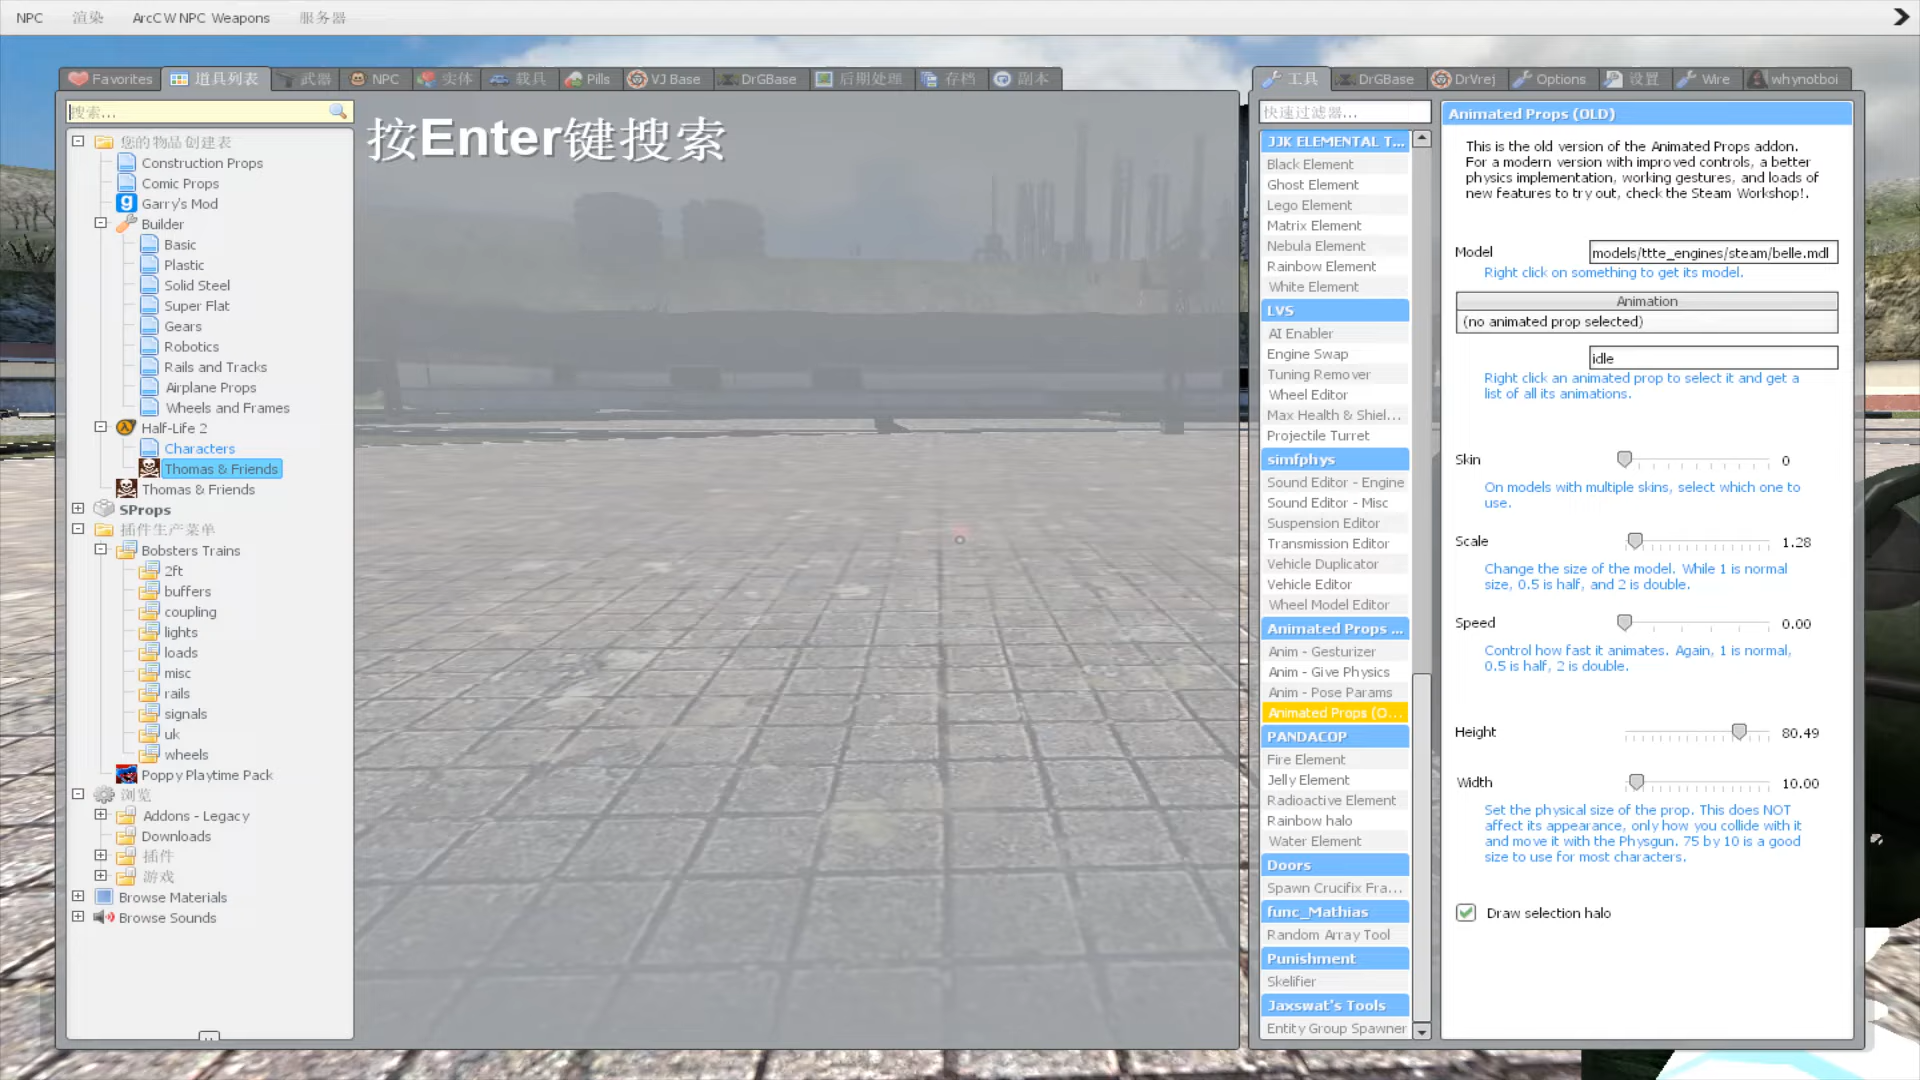 NPC 渲染 ArcCW NPC Weapons 服务器
Favorites 道具列表 武器 NPC 实体 载具 Pills VJ Base DrGBase 后期处理 存档 副本
搜索...
按Enter键搜索
您的物品创建表
Construction Props
Comic Props
Garry's Mod
Builder
Basic
Plastic
Solid Steel
Super Flat
Gears
Robotics
Rails and Tracks
Airplane Props
Wheels and Frames
Half-Life 2
Characters
Thomas & Friends
Thomas & Friends
SProps
插件生产菜单
Bobsters Trains
2ft
buffers
coupling
lights
loads
misc
rails
signals
uk
wheels
Poppy Playtime Pack
浏览
Addons - Legacy
Downloads
插件
游戏
Browse Materials
Browse Sounds
工具 DrGBase DrVrej Options 设置 Wire whynotboi
快速过滤器...
JJK ELEMENTAL T...
Black Element
Ghost Element
Lego Element
Matrix Element
Nebula Element
Rainbow Element
White Element
LVS
AI Enabler
Engine Swap
Tuning Remover
Wheel Editor
Max Health & Shiel...
Projectile Turret
simfphys
Sound Editor - Engine
Sound Editor - Misc
Suspension Editor
Transmission Editor
Vehicle Duplicator
Vehicle Editor
Wheel Model Editor
Animated Props ...
Anim - Gesturizer
Anim - Give Physics
Anim - Pose Params
Animated Props (O...
PANDACOP
Fire Element
Jelly Element
Radioactive Element
Rainbow halo
Water Element
Doors
Spawn Crucifix Fra...
func_Mathias
Random Array Tool
Punishment
Skelifier
Jaxswat's Tools
Entity Group Spawner
Animated Props (OLD)
This is the old version of the Animated Props addon.
For a modern version with improved controls, a better
physics implementation, working gestures, and loads of
new features to try out, check the Steam Workshop!.
Model models/ttte_engines/steam/belle.mdl
Right click on something to get its model.
Animation
(no animated prop selected)
idle
Right click an animated prop to select it and get a
list of all its animations.
Skin 0
On models with multiple skins, select which one to
use.
Scale 1.28
Change the size of the model. While 1 is normal
size, 0.5 is half, and 2 is double.
Speed 0.00
Control how fast it animates. Again, 1 is normal,
0.5 is half, 2 is double.
Height 80.49
Width 10.00
Set the physical size of the prop. This does NOT
affect its appearance, only how you collide with it
and move it with the Physgun. 75 by 10 is a good
size to use for most characters.
Draw selection halo